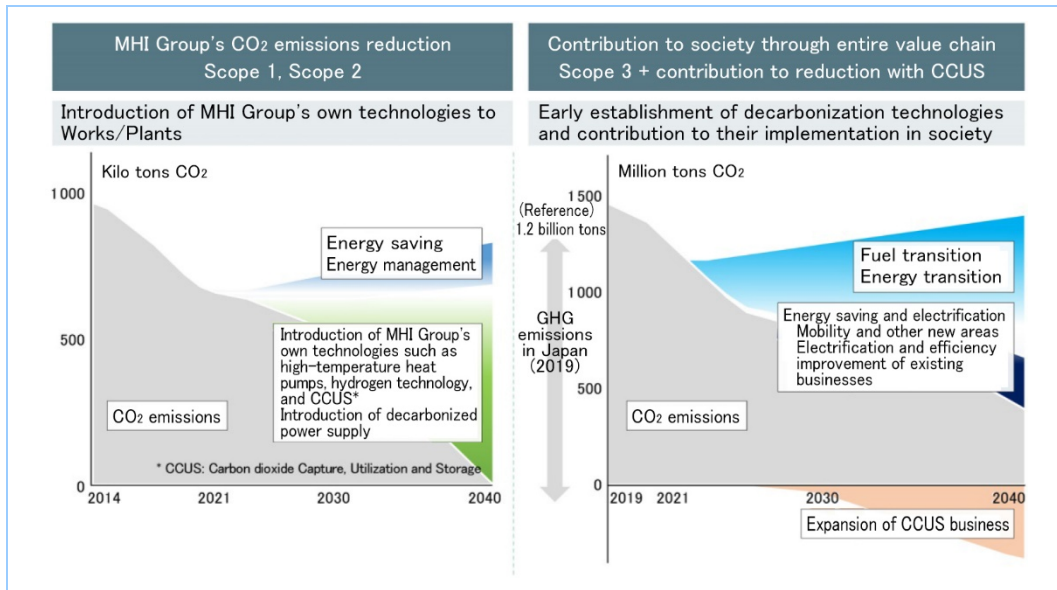 MHI Group's CO₂ emissions reduction
Scope 1, Scope 2
Introduction of MHI Group's own technologies to
Works/Plants
Kilo tons CO₂
1000
500
0
Energy saving
Energy management
Introduction of MHI Group's
own technologies such as
high-temperature heat
pumps, hydrogen technology,
and CCUS*
Introduction of decarbonized
power supply
CO₂ emissions
* CCUS: Carbon dioxide Capture, Utilization and Storage
2014
2021
2030
2040
Contribution to society through entire value chain
Scope 3 + contribution to reduction with CCUS
Early establishment of decarbonization technologies
and contribution to their implementation in society
Million tons CO₂
1500
1000
500
0
(Reference)
1.2 billion tons
GHG
emissions
in Japan
(2019)
Fuel transition
Energy transition
Energy saving and electrification
Mobility and other new areas
Electrification and efficiency
improvement of existing
businesses
CO₂ emissions
2019
2021
2030
2040
Expansion of CCUS business